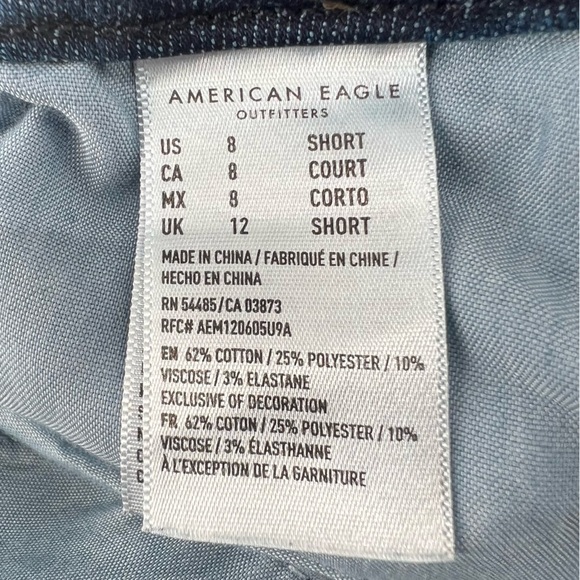 AMERICAN EAGLE
OUTFITTERS
US 8 SHORT
CA 8 COURT
MX 8 CORTO
UK 12 SHORT
MADE IN CHINA / FABRIQUÉ EN CHINE /
HECHO EN CHINA
RN 54485/CA 03873
RFC# AEM120605U9A
EN 62% COTTON / 25% POLYESTER / 10%
VISCOSE / 3% ELASTANE
EXCLUSIVE OF DECORATION
FR 62% COTON / 25% POLYESTER / 10%
VISCOSE / 3% ÉLASTHANNE
À L'EXCEPTION DE LA GARNITURE